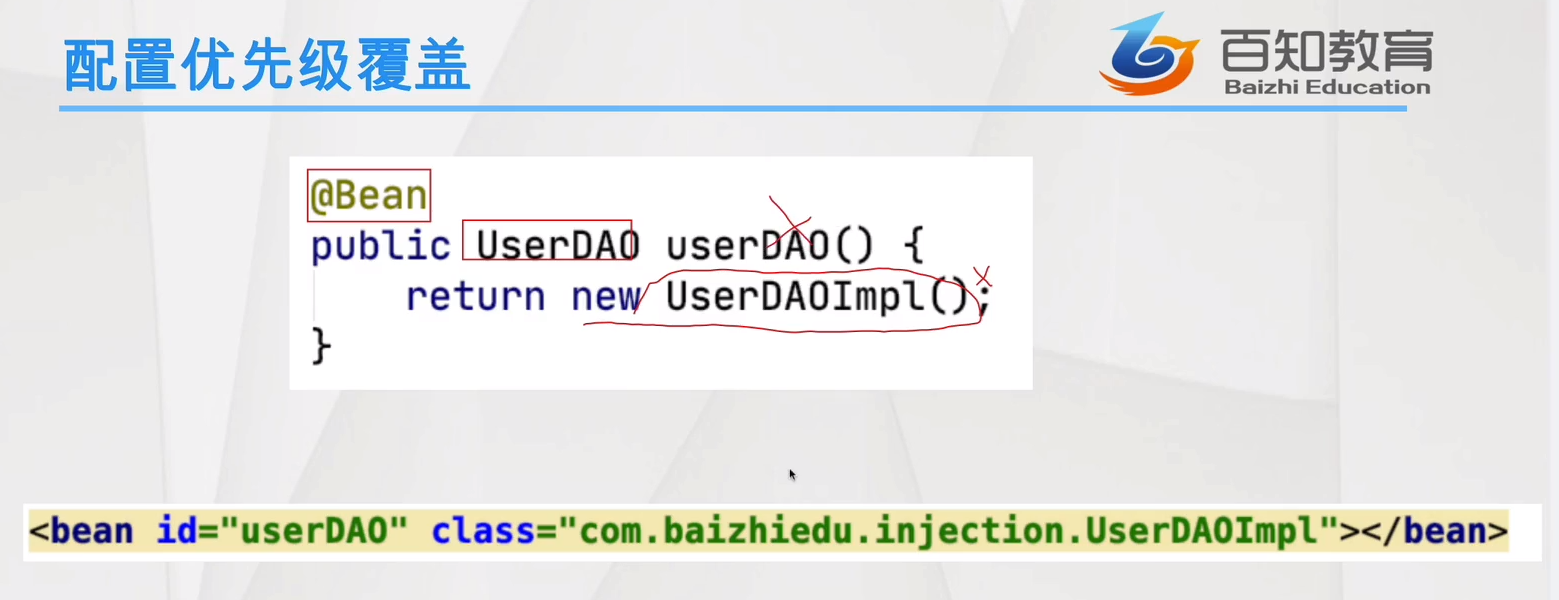 配置优先级覆盖
百知教育
Baizhi Education
@Bean
public UserDAO userDAO() {
return new UserDAOImpl();
}
<bean id="userDAO" class="com.baizhiedu.injection.UserDAOImpl"></bean>